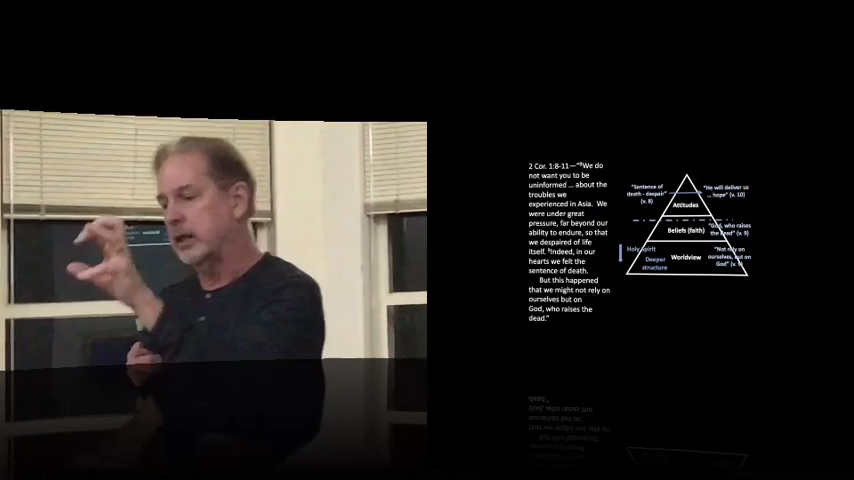 2 Cor. 1:8-11—"⁸We do
not want you to be
uninformed ... about the
troubles we
experienced in Asia.  We
were under great
pressure, far beyond our
ability to endure, so that
we despaired of life
itself. ⁹Indeed, in our
hearts we felt the
sentence of death.
But this happened
that we might not rely on
ourselves but on
God, who raises the
dead."
"Sentence of
death - despair"
(v. 8)
"He will deliver us
... hope" (v. 10)
Attitudes
Beliefs (faith)
"God, who raises
the dead" (v. 9)
Holy Spirit
Deeper
structure
Worldview
"Not rely on
ourselves, but on
God" (v.